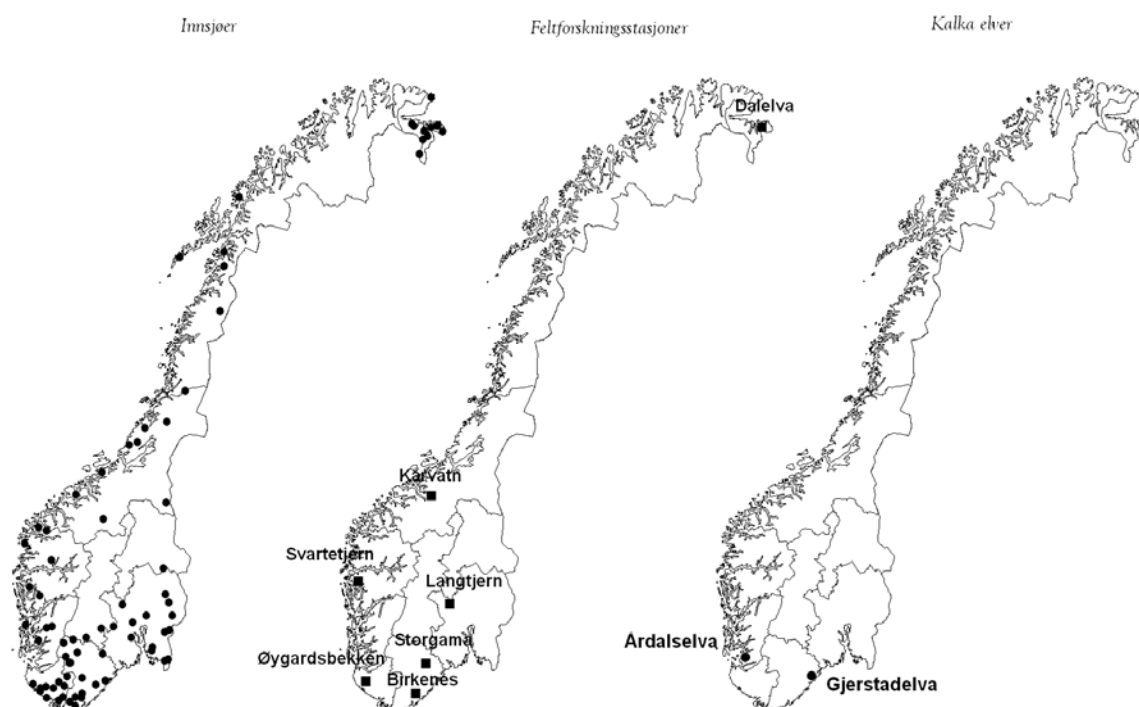 Innsjøer
Feltforskningsstasjoner
Kalka elver
Dalelva
Kårvatn
Svartetjern
Langtjern
Storgama
Øygardsbekken
Birkenes
Årdalselva
Gjerstadelva